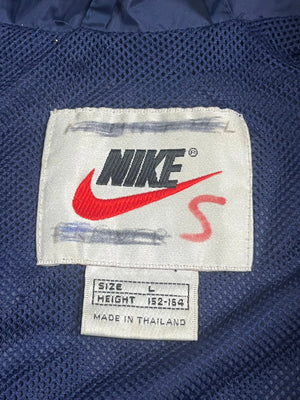 L
NIKE®
S
SIZE L
HEIGHT 152-164
MADE IN THAILAND